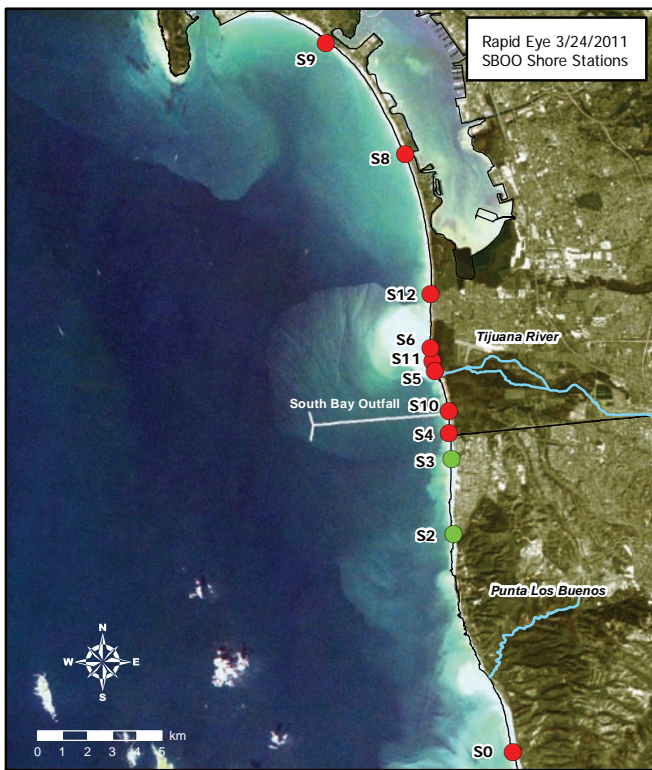 Rapid Eye 3/24/2011
SBOO Shore Stations
S9
S8
S12
S6
Tijuana River
S11
S5
South Bay Outfall
S10
S4
S3
S2
Punta Los Buenos
N
W
E
S
km
0 1 2 3 4 5
S0